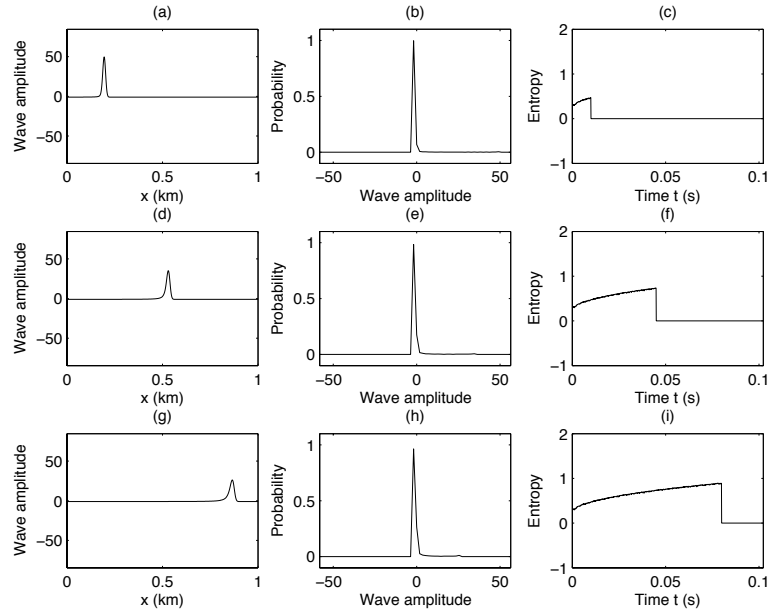 (a)
Wave amplitude
50
0
−50
0
0.5
1
x (km)
(b)
Probability
1
0.5
0
−50
0
50
Wave amplitude
(c)
Entropy
2
1
0
−1
0
0.05
0.1
Time t (s)
(d)
Wave amplitude
50
0
−50
0
0.5
1
x (km)
(e)
Probability
1
0.5
0
−50
0
50
Wave amplitude
(f)
Entropy
2
1
0
−1
0
0.05
0.1
Time t (s)
(g)
Wave amplitude
50
0
−50
0
0.5
1
x (km)
(h)
Probability
1
0.5
0
−50
0
50
Wave amplitude
(i)
Entropy
2
1
0
−1
0
0.05
0.1
Time t (s)